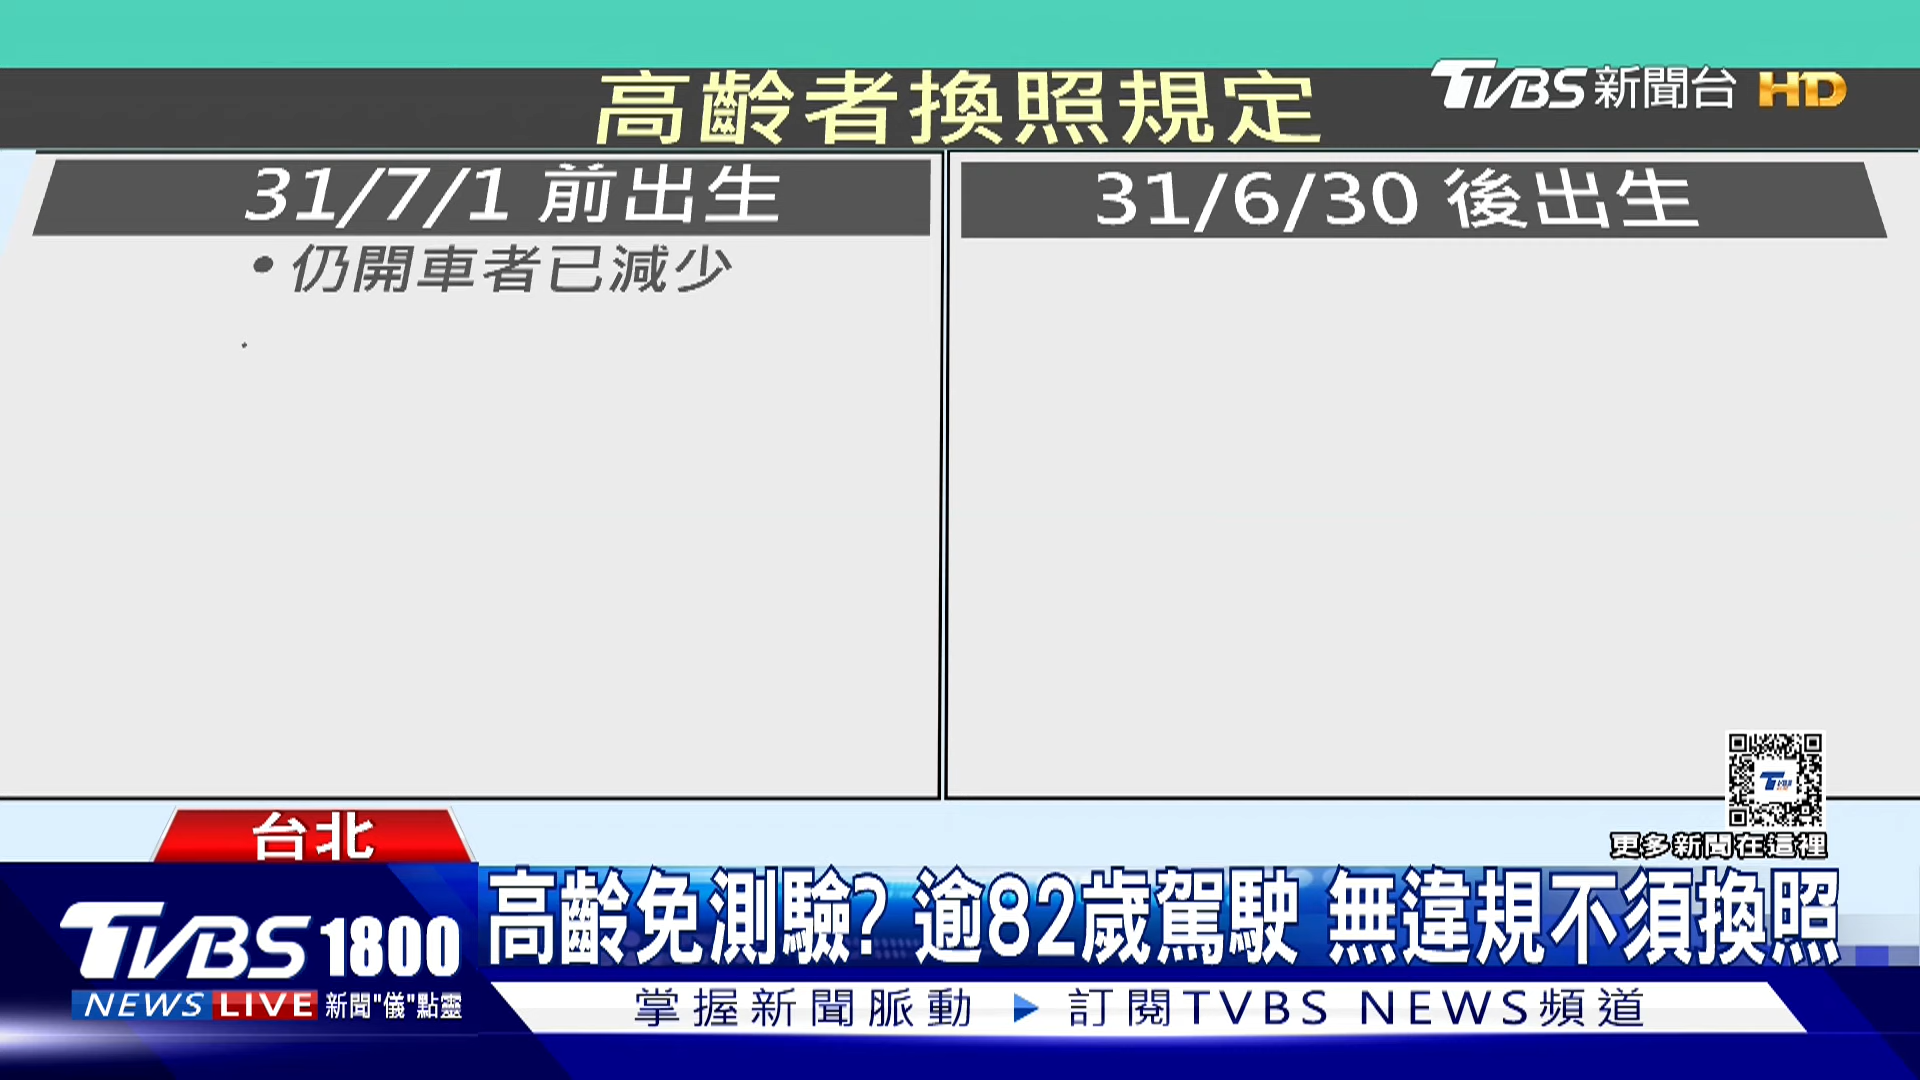 高齡者換照規定
TVBS新聞台 HD
31/7/1 前出生
•仍開車者已減少
31/6/30 後出生
更多新聞在這裡
台北
高齡免測驗? 逾82歲駕駛 無違規不須換照
TVBS 1800
NEWS LIVE 新聞"儀"點靈
掌握新聞脈動 ▶ 訂閱TVBS NEWS頻道